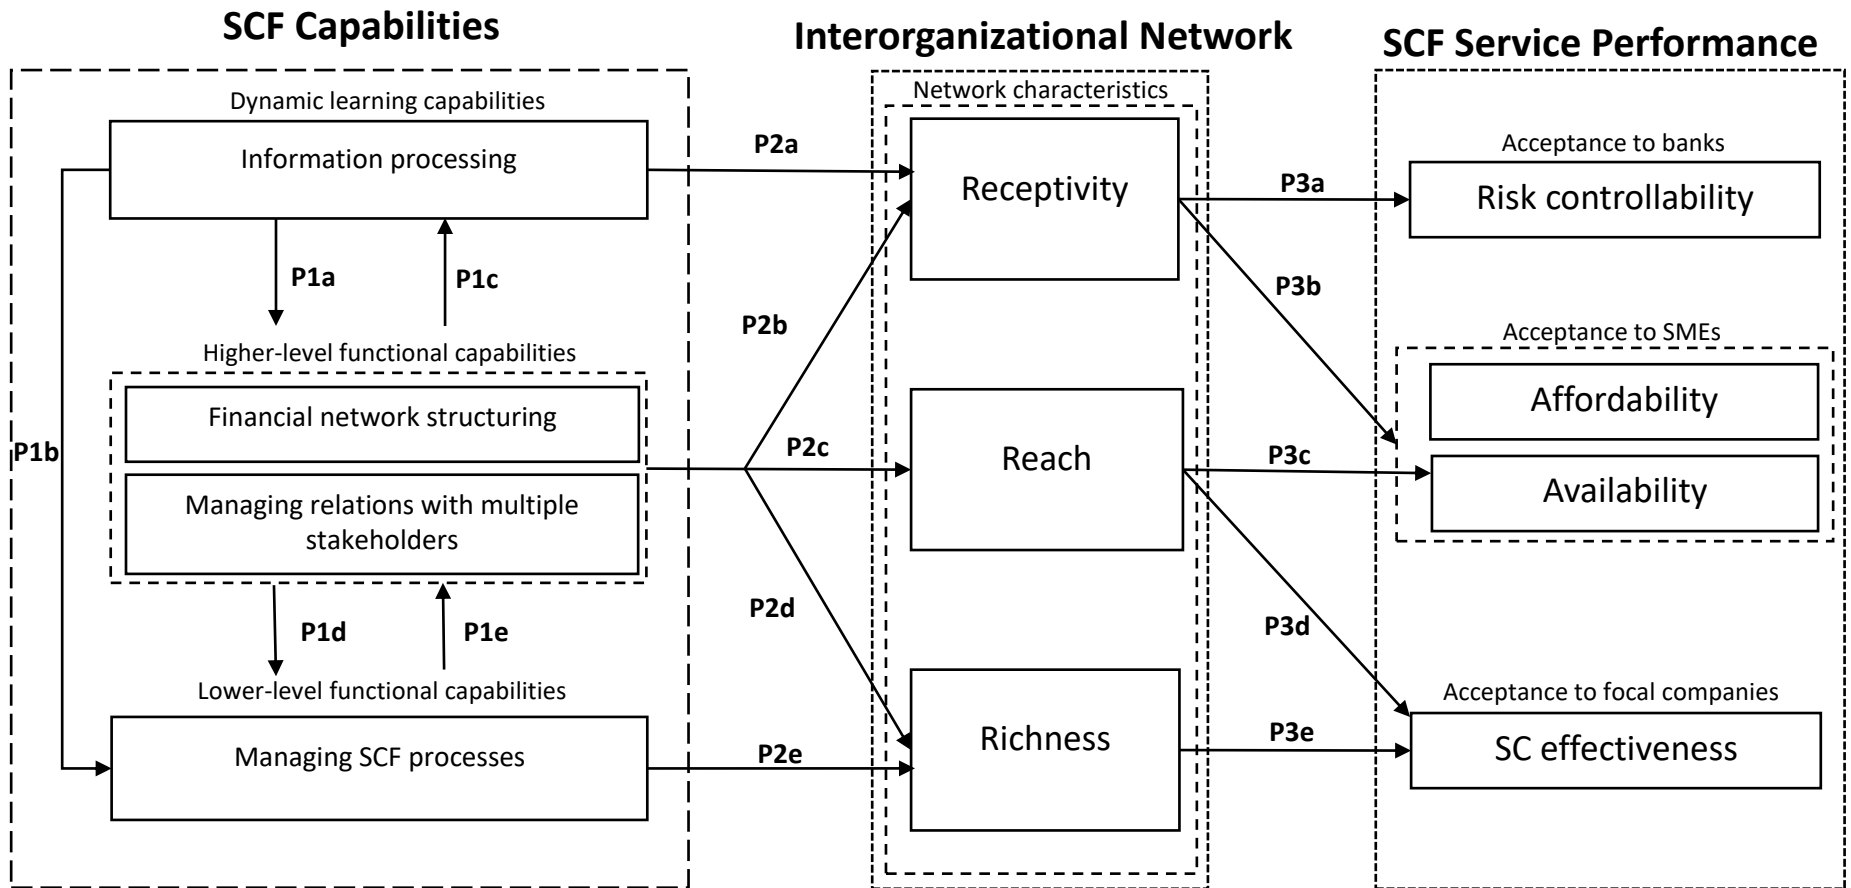 SCF Capabilities
Interorganizational Network
SCF Service Performance
Dynamic learning capabilities
Information processing
P1a
P1c
Higher-level functional capabilities
Financial network structuring
P1b
Managing relations with multiple
stakeholders
P1d
P1e
Lower-level functional capabilities
Managing SCF processes
P2a
P2b
P2c
P2d
P2e
Network characteristics
Receptivity
Reach
Richness
P3a
P3b
P3c
P3d
P3e
Acceptance to banks
Risk controllability
Acceptance to SMEs
Affordability
Availability
Acceptance to focal companies
SC effectiveness